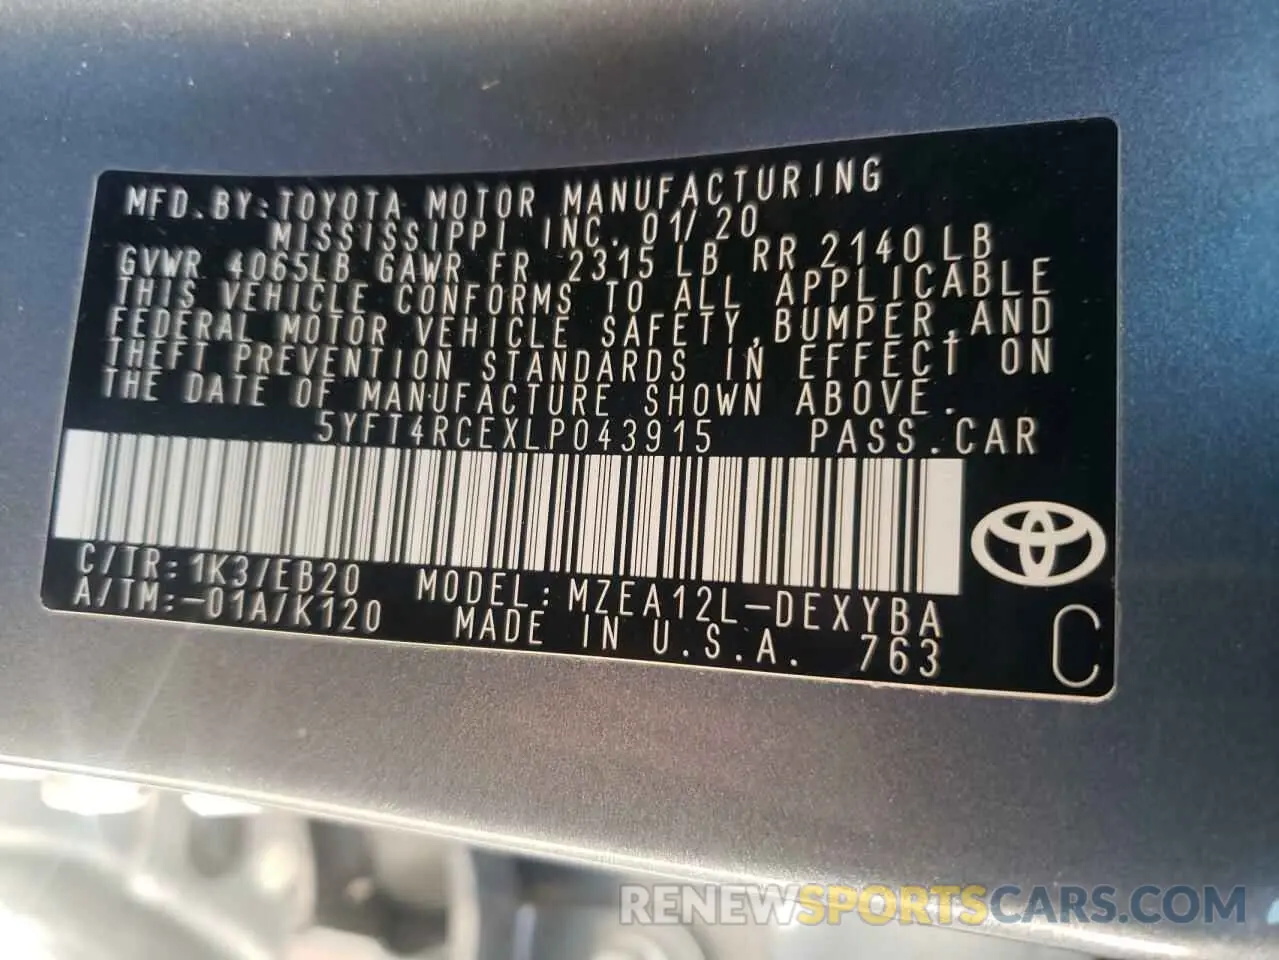 MFD.BY:TOYOTA MOTOR MANUFACTURING
MISSISSIPPI INC. 01/20
GVWR 4065LB GAWR FR 2315 LB RR 2140 LB
THIS VEHICLE CONFORMS TO ALL APPLICABLE
FEDERAL MOTOR VEHICLE SAFETY,BUMPER,AND
THEFT PREVENTION STANDARDS IN EFFECT ON
THE DATE OF MANUFACTURE SHOWN ABOVE.
5YFT4RCEXLP043915 PASS.CAR
C/TR:1K3/EB20 MODEL:MZEA12L-DEXYBA
A/TM:-01A/K120 MADE IN U.S.A. 763
C
RENEWSPORTSCARS.COM